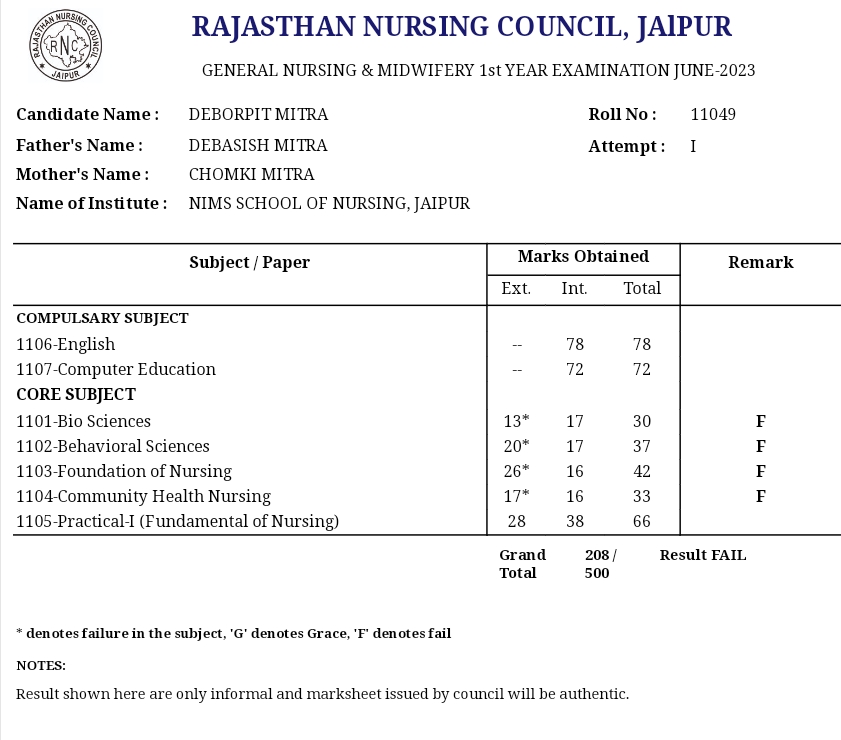 RAJASTHAN NURSING COUNCIL
RNC
JAIPUR
RAJASTHAN NURSING COUNCIL, JAlPUR
GENERAL NURSING & MIDWIFERY 1st YEAR EXAMINATION JUNE-2023
Candidate Name : DEBORPIT MITRA Roll No : 11049
Father's Name : DEBASISH MITRA Attempt : I
Mother's Name : CHOMKI MITRA
Name of Institute : NIMS SCHOOL OF NURSING, JAIPUR
Subject / Paper Marks Obtained Remark
Ext. Int. Total
COMPULSARY SUBJECT
1106-English -- 78 78
1107-Computer Education -- 72 72
CORE SUBJECT
1101-Bio Sciences 13* 17 30 F
1102-Behavioral Sciences 20* 17 37 F
1103-Foundation of Nursing 26* 16 42 F
1104-Community Health Nursing 17* 16 33 F
1105-Practical-I (Fundamental of Nursing) 28 38 66
Grand 208 / Result FAIL
Total 500
* denotes failure in the subject, 'G' denotes Grace, 'F' denotes fail
NOTES:
Result shown here are only informal and marksheet issued by council will be authentic.